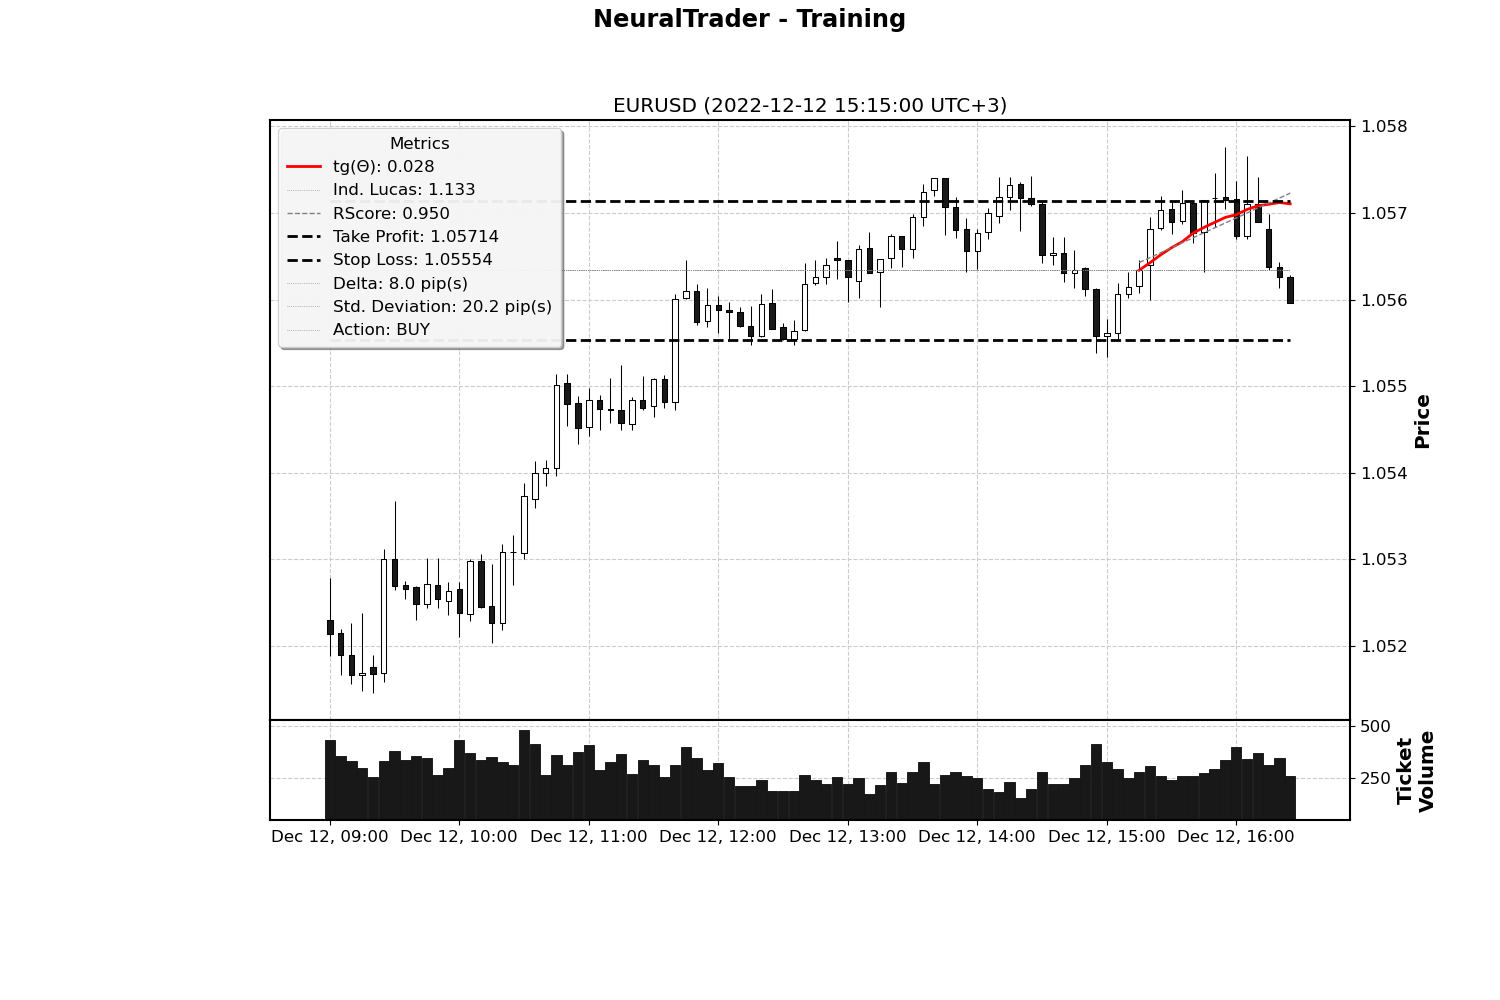 NeuralTrader - Training
EURUSD (2022-12-12 15:15:00 UTC+3)
Metrics
tg(Θ): 0.028
Ind. Lucas: 1.133
RScore: 0.950
Take Profit: 1.05714
Stop Loss: 1.05554
Delta: 8.0 pip(s)
Std. Deviation: 20.2 pip(s)
Action: BUY
1.058
1.057
1.056
1.055
1.054
1.053
1.052
Price
500
250
Ticket
Volume
Dec 12, 09:00 Dec 12, 10:00 Dec 12, 11:00 Dec 12, 12:00 Dec 12, 13:00 Dec 12, 14:00 Dec 12, 15:00 Dec 12, 16:00